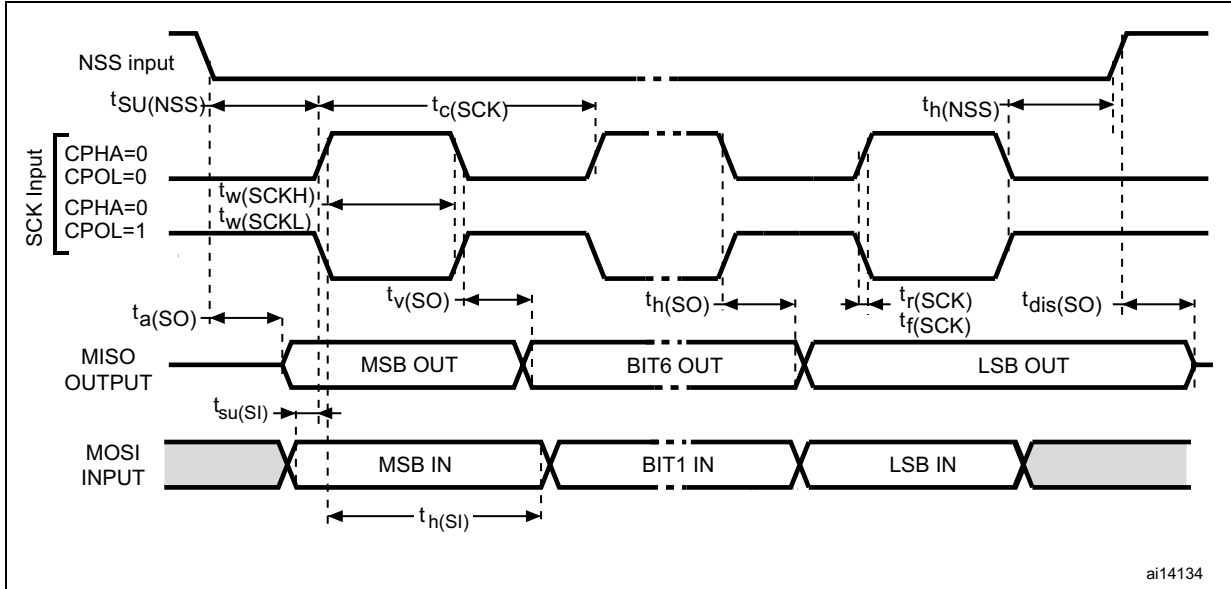 NSS input
tSU(NSS)
tc(SCK)
th(NSS)
SCK Input
CPHA=0
CPOL=0
CPHA=0
CPOL=1
tw(SCKH)
tw(SCKL)
ta(SO)
tv(SO)
th(SO)
tr(SCK)
tf(SCK)
tdis(SO)
MISO
OUTPUT
MSB OUT
BIT6 OUT
LSB OUT
tsu(SI)
MOSI
INPUT
MSB IN
BIT1 IN
LSB IN
th(SI)
ai14134